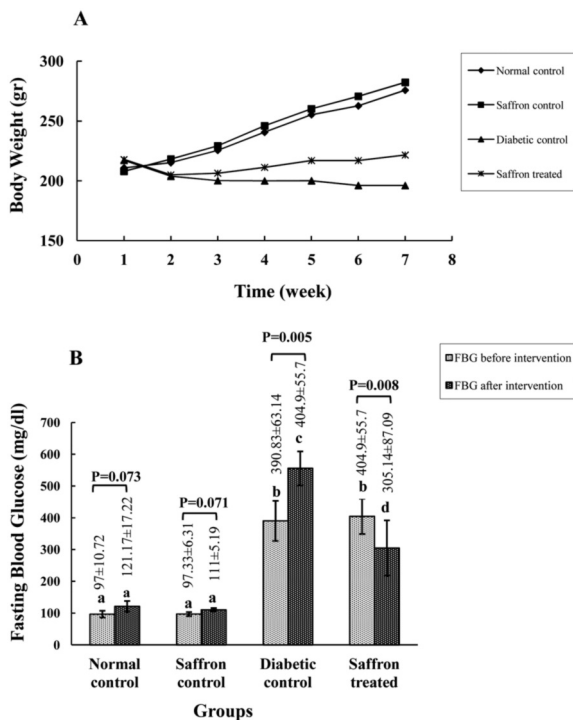 A
Body Weight (gr)
300
250
200
150
0 1 2 3 4 5 6 7 8
Time (week)
Normal control
Saffron control
Diabetic control
Saffron treated
B
FBG before intervention
FBG after intervention
Fasting Blood Glucose (mg/dl)
700
600
500
400
300
200
100
0
P=0.073
97±10.72
121.17±17.22
a a
P=0.071
97.33±6.31
111±5.19
a a
P=0.005
390.83±63.14
404.9±55.7
b c
P=0.008
404.9±55.7
305.14±87.09
b d
Normal control
Saffron control
Diabetic control
Saffron treated
Groups